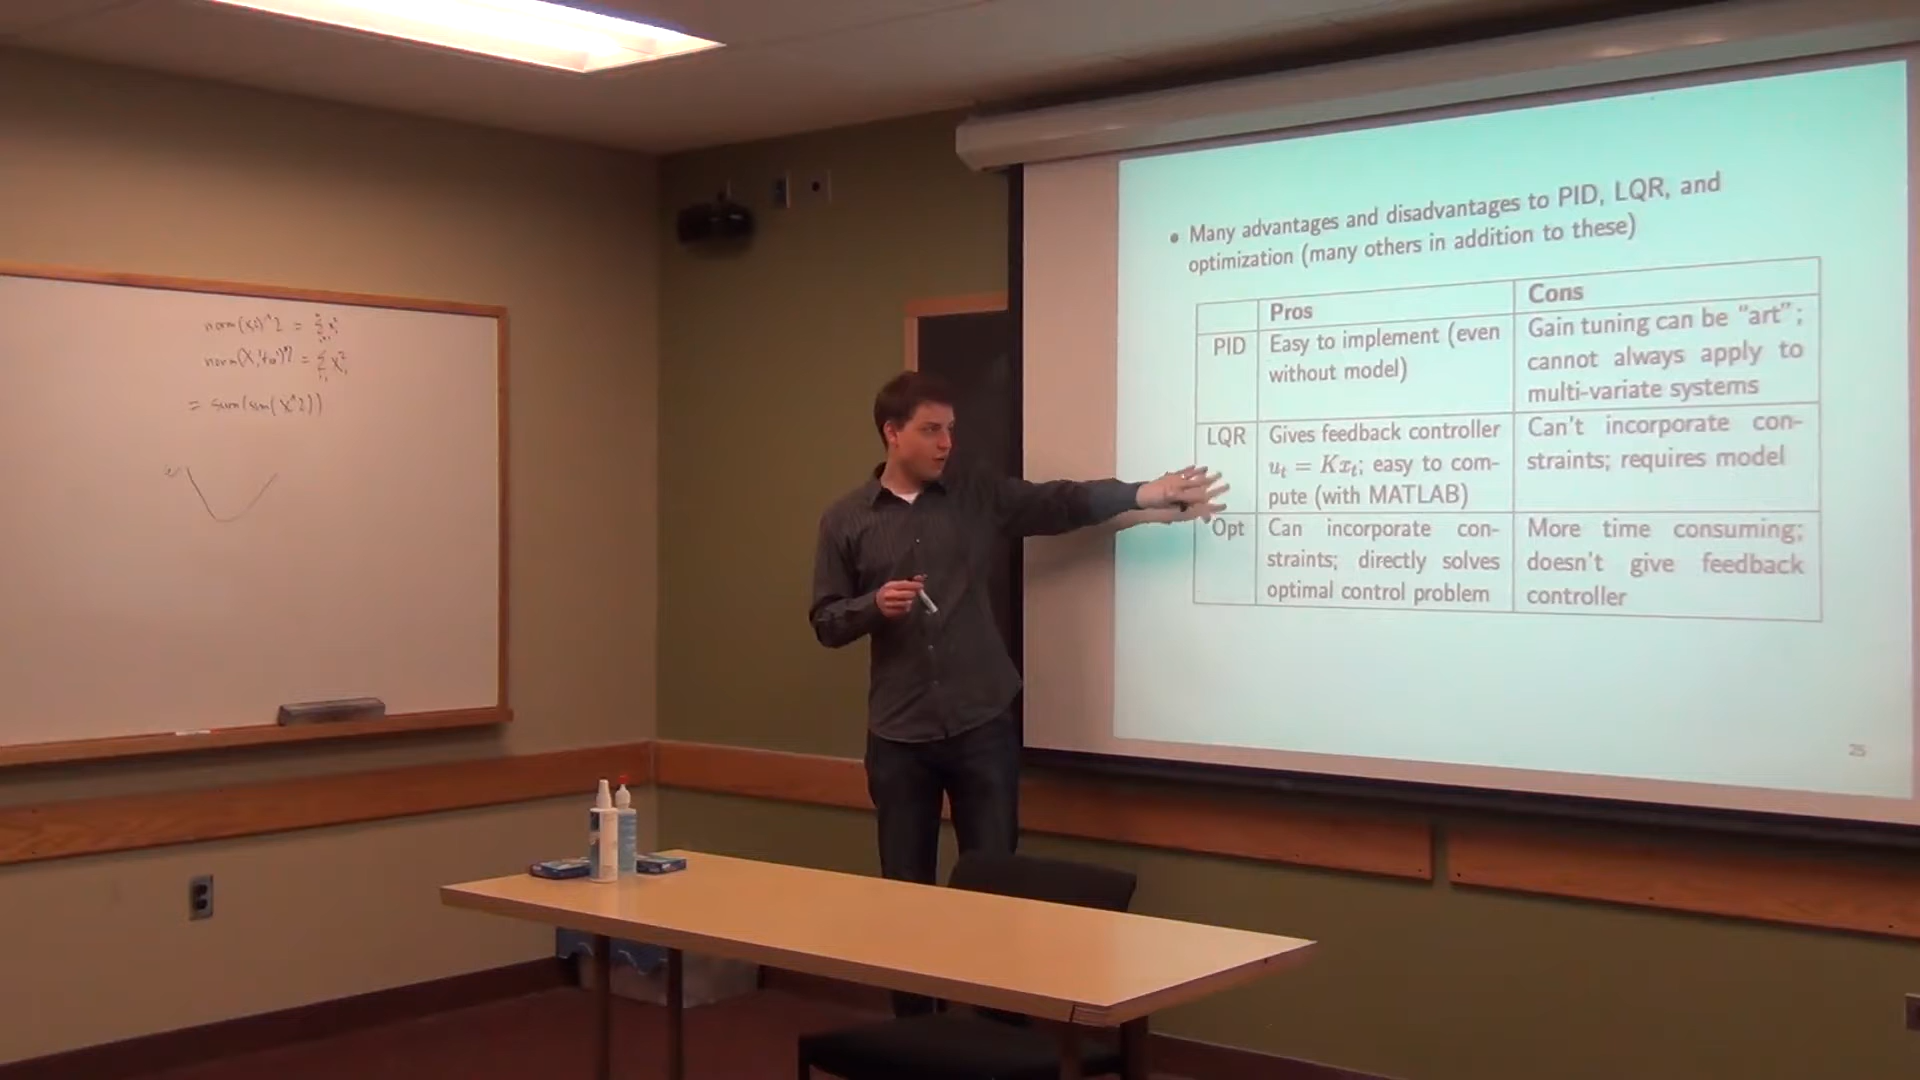 norm(x,2)^2 =
= sum(sum(x^2))
• Many advantages and disadvantages to PID, LQR, and
optimization (many others in addition to these)
Pros
Cons
PID
Easy to implement (even
without model)
Gain tuning can be "art";
cannot always apply to
multi-variate systems
LQR
Gives feedback controller
u_t = Kx_t; easy to com-
pute (with MATLAB)
Can't incorporate con-
straints; requires model
Opt
Can incorporate con-
straints; directly solves
optimal control problem
More time consuming;
doesn't give feedback
controller
25